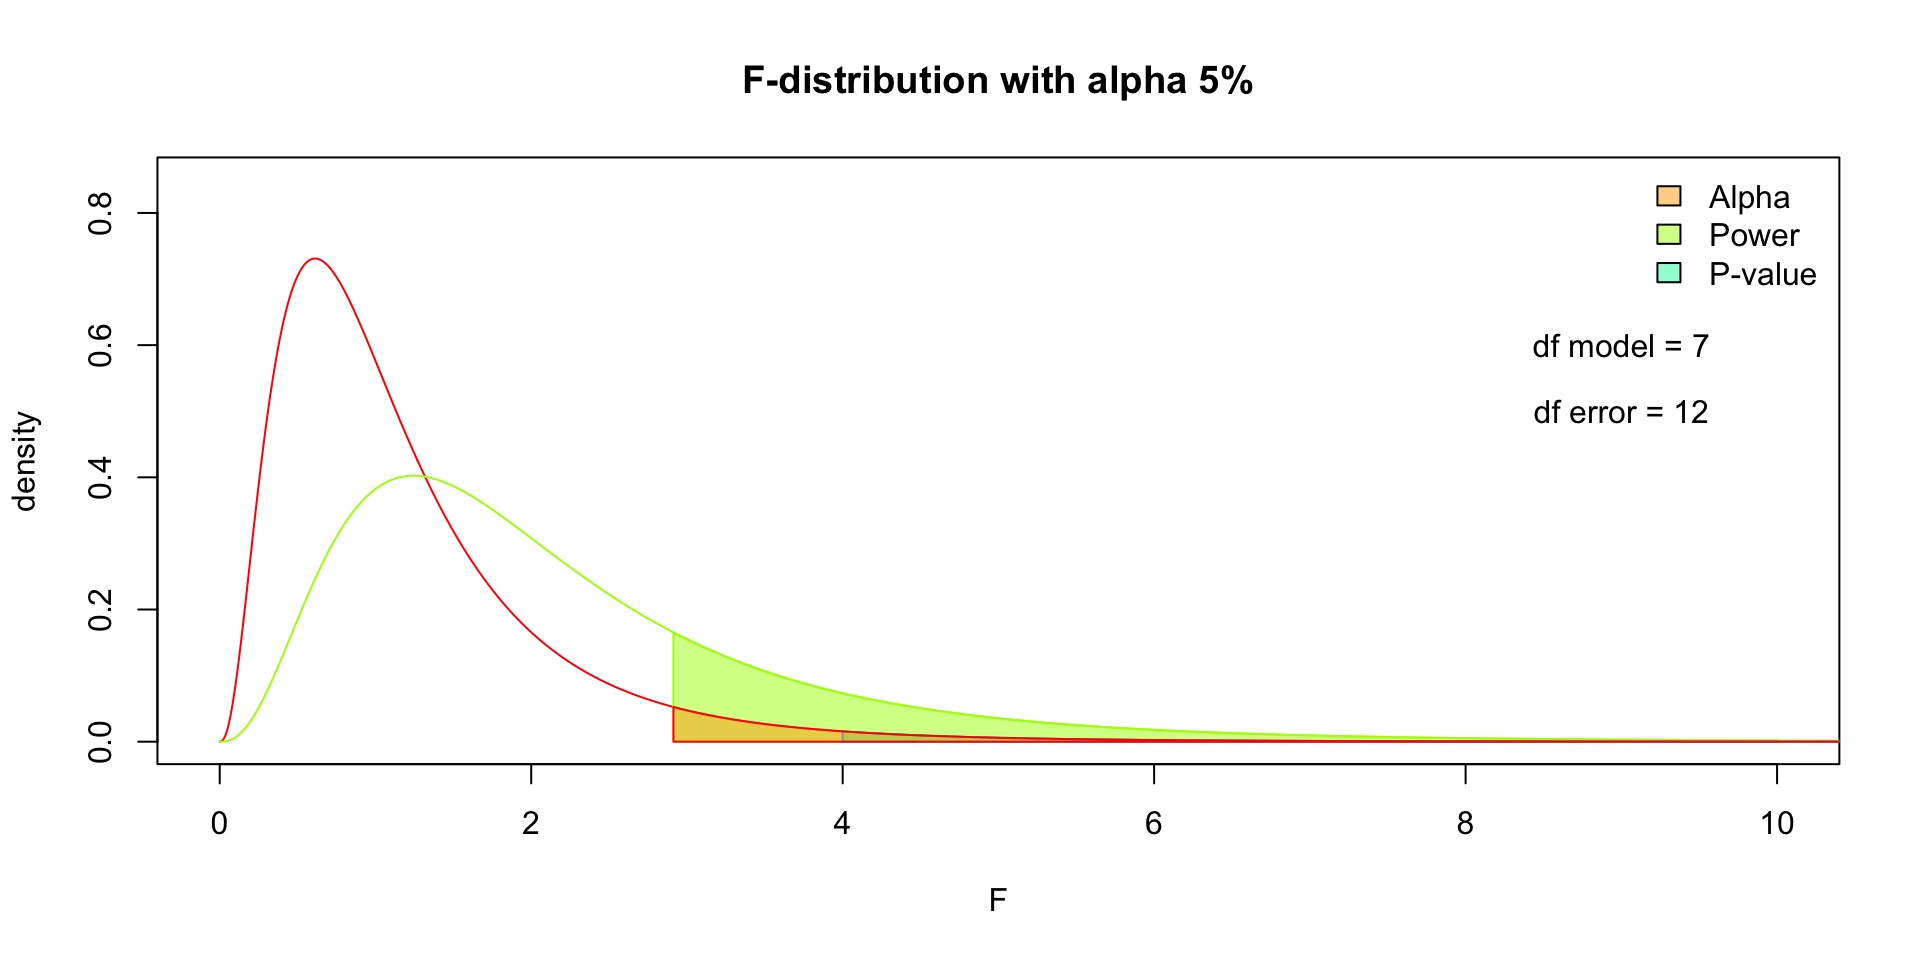 F-distribution with alpha 5%
Alpha
Power
P-value
df model = 7
df error = 12
density
0.8
0.6
0.4
0.2
0.0
0 2 4 6 8 10
F